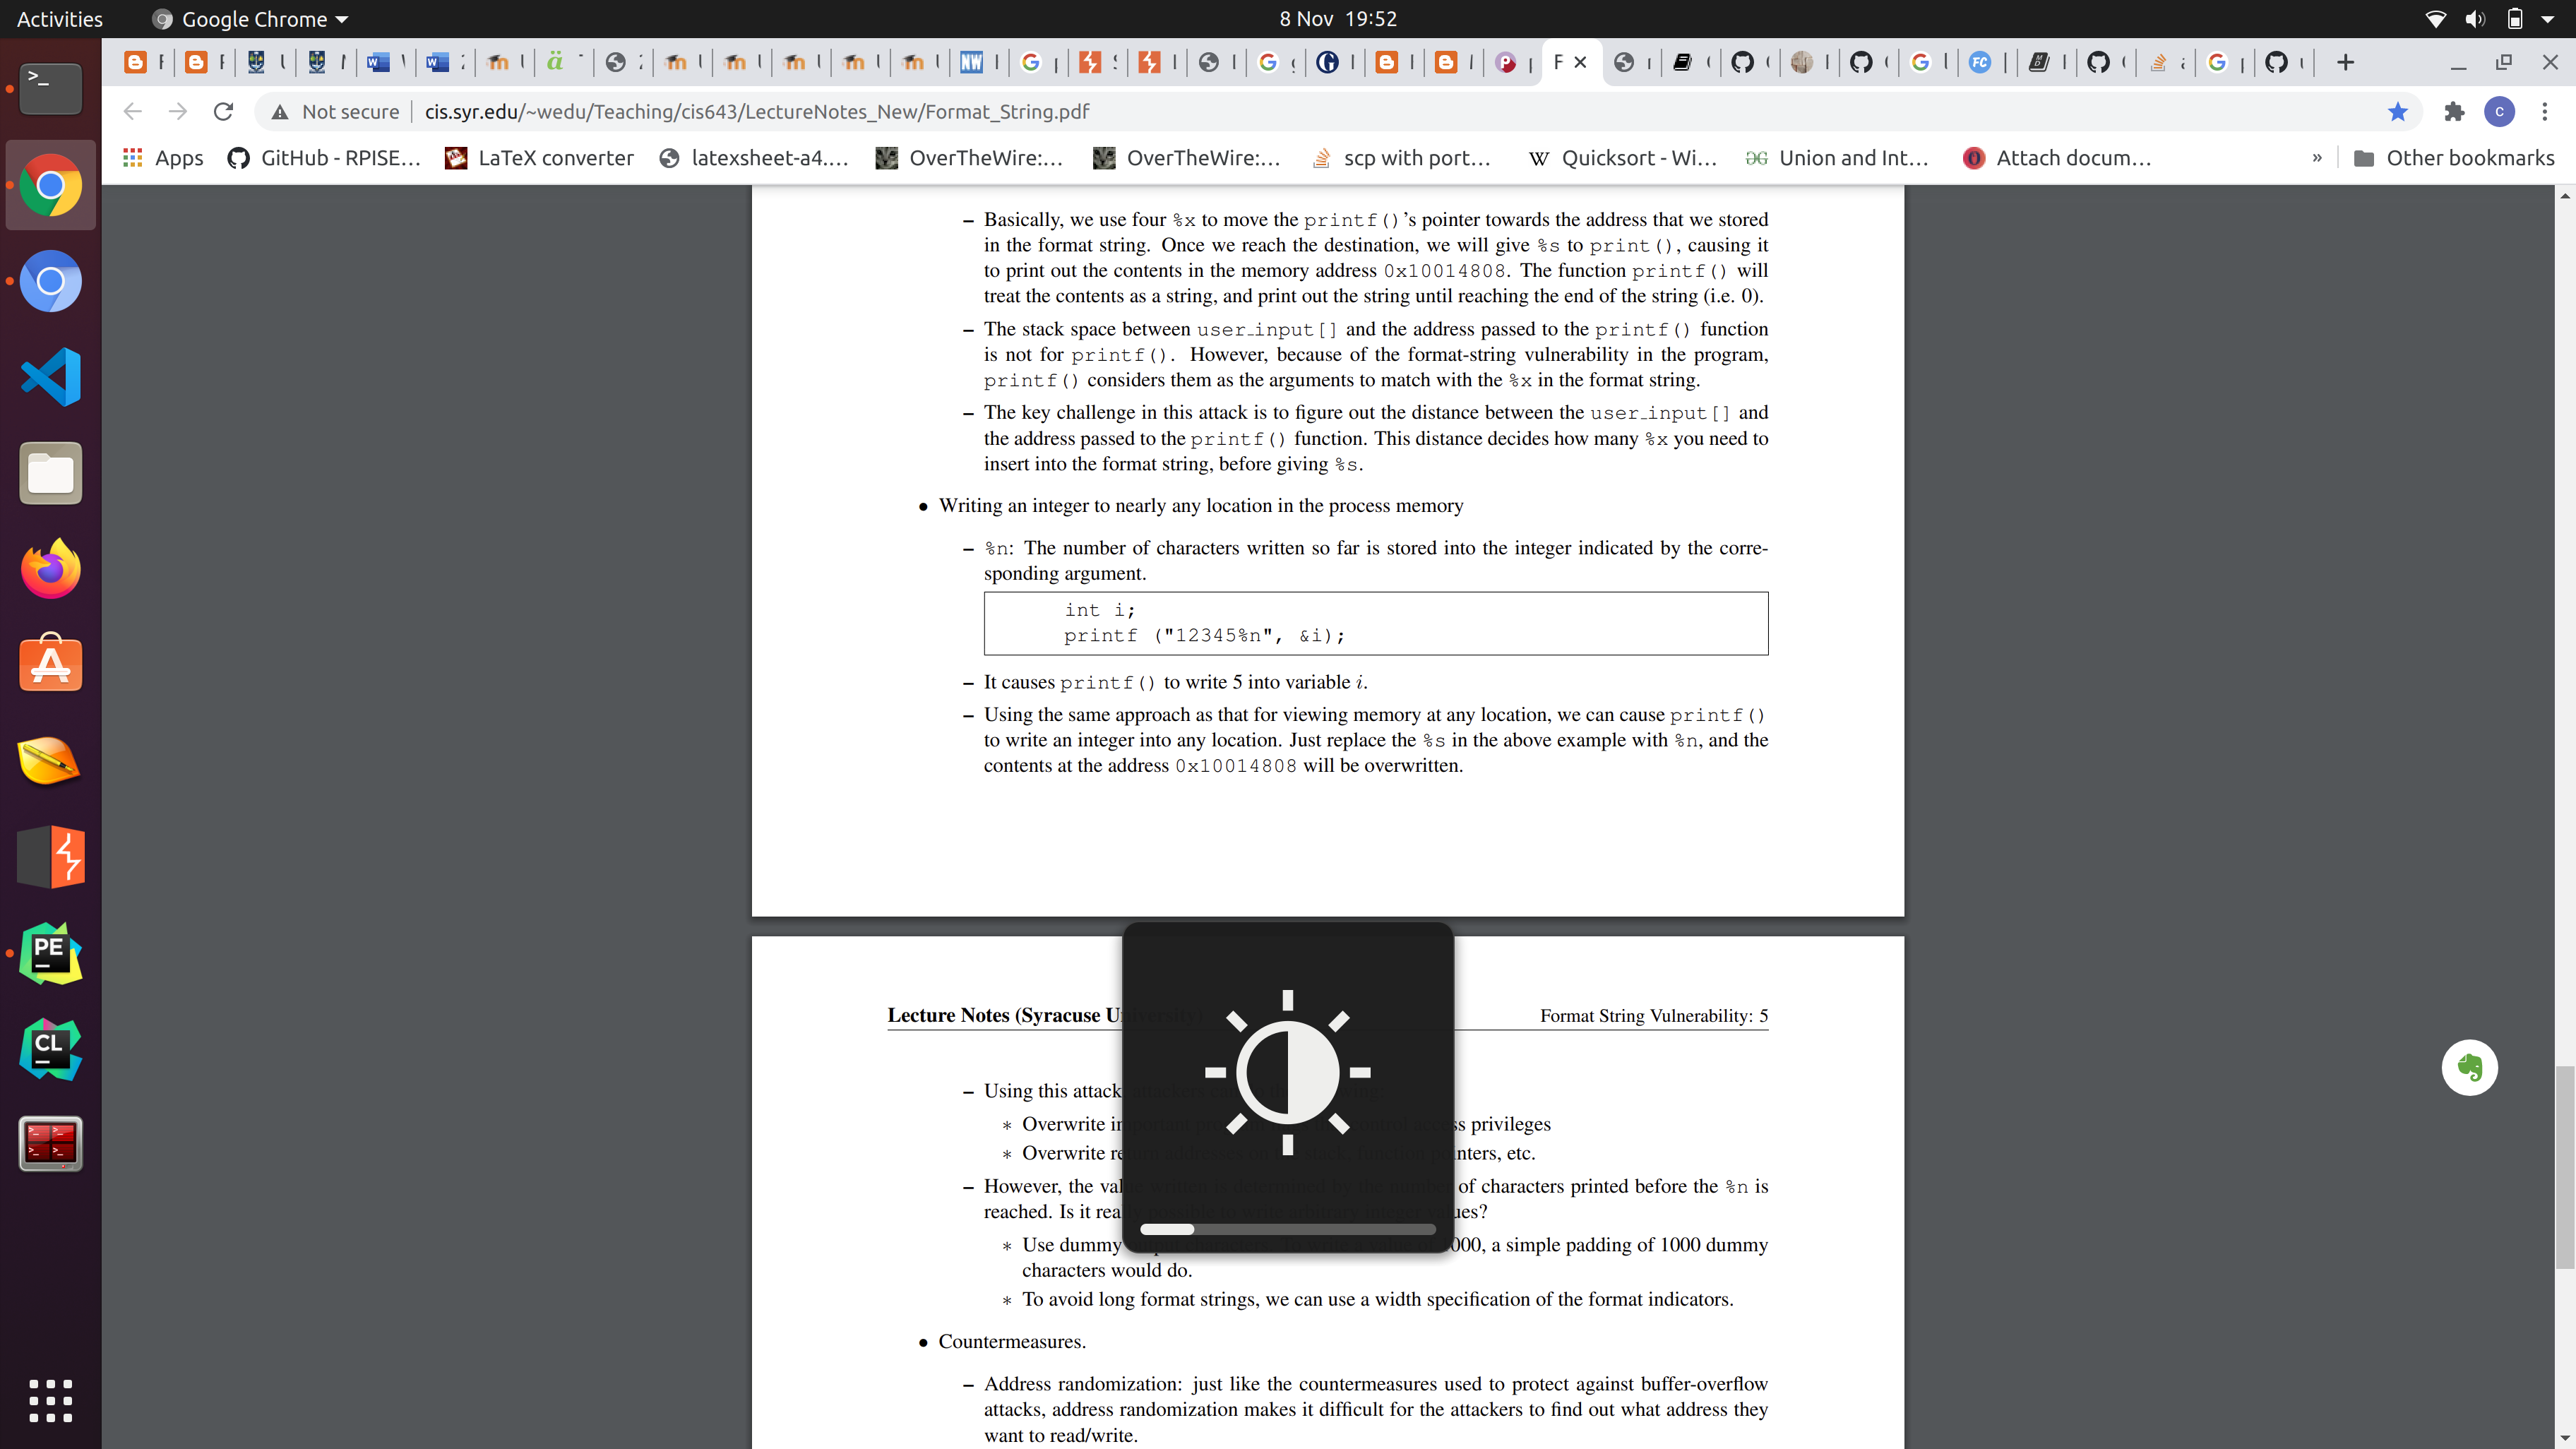 Activities
Google Chrome
8 Nov 19:52
Not secure
cis.syr.edu/~wedu/Teaching/cis643/LectureNotes_New/Format_String.pdf
Apps
GitHub - RPISE...
LaTeX converter
latexsheet-a4....
OverTheWire:...
OverTheWire:...
scp with port...
Quicksort - Wi...
Union and Int...
Attach docum...
»
Other bookmarks
– Basically, we use four %x to move the printf()’s pointer towards the address that we stored
in the format string. Once we reach the destination, we will give %s to print(), causing it
to print out the contents in the memory address 0x10014808. The function printf() will
treat the contents as a string, and print out the string until reaching the end of the string (i.e. 0).
– The stack space between user_input[] and the address passed to the printf() function
is not for printf(). However, because of the format-string vulnerability in the program,
printf() considers them as the arguments to match with the %x in the format string.
– The key challenge in this attack is to figure out the distance between the user_input[] and
the address passed to the printf() function. This distance decides how many %x you need to
insert into the format string, before giving %s.
• Writing an integer to nearly any location in the process memory
– %n: The number of characters written so far is stored into the integer indicated by the corre-
sponding argument.
int i;
printf ("12345%n", &i);
– It causes printf() to write 5 into variable i.
– Using the same approach as that for viewing memory at any location, we can cause printf()
to write an integer into any location. Just replace the %s in the above example with %n, and the
contents at the address 0x10014808 will be overwritten.
Lecture Notes (Syracuse
Format String Vulnerability: 5
– Using this attack
∗ Overwrite privileges
∗ Overwrite etc.
– However, the of characters printed before the %n is
reached. Is it
∗ Use dummy a simple padding of 1000 dummy
characters would do.
∗ To avoid long format strings, we can use a width specification of the format indicators.
• Countermeasures.
– Address randomization: just like the countermeasures used to protect against buffer-overflow
attacks, address randomization makes it difficult for the attackers to find out what address they
want to read/write.